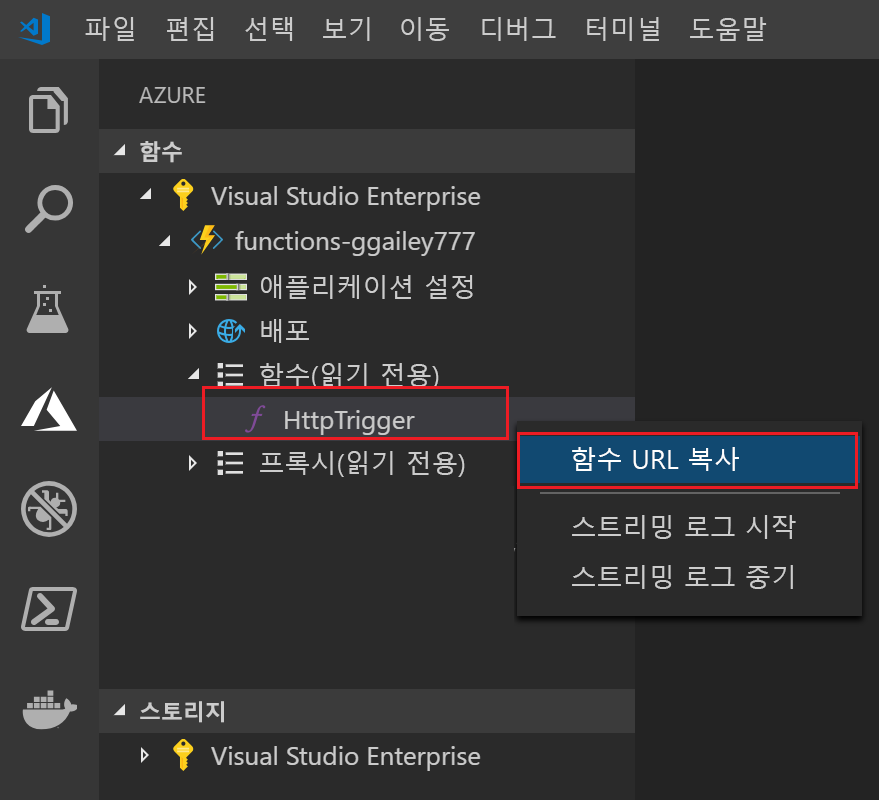 파일 편집 선택 보기 이동 디버그 터미널 도움말
AZURE
함수
Visual Studio Enterprise
functions-ggailey777
애플리케이션 설정
배포
함수(읽기 전용)
HttpTrigger
프록시(읽기 전용)
함수 URL 복사
스트리밍 로그 시작
스트리밍 로그 중기
스토리지
Visual Studio Enterprise